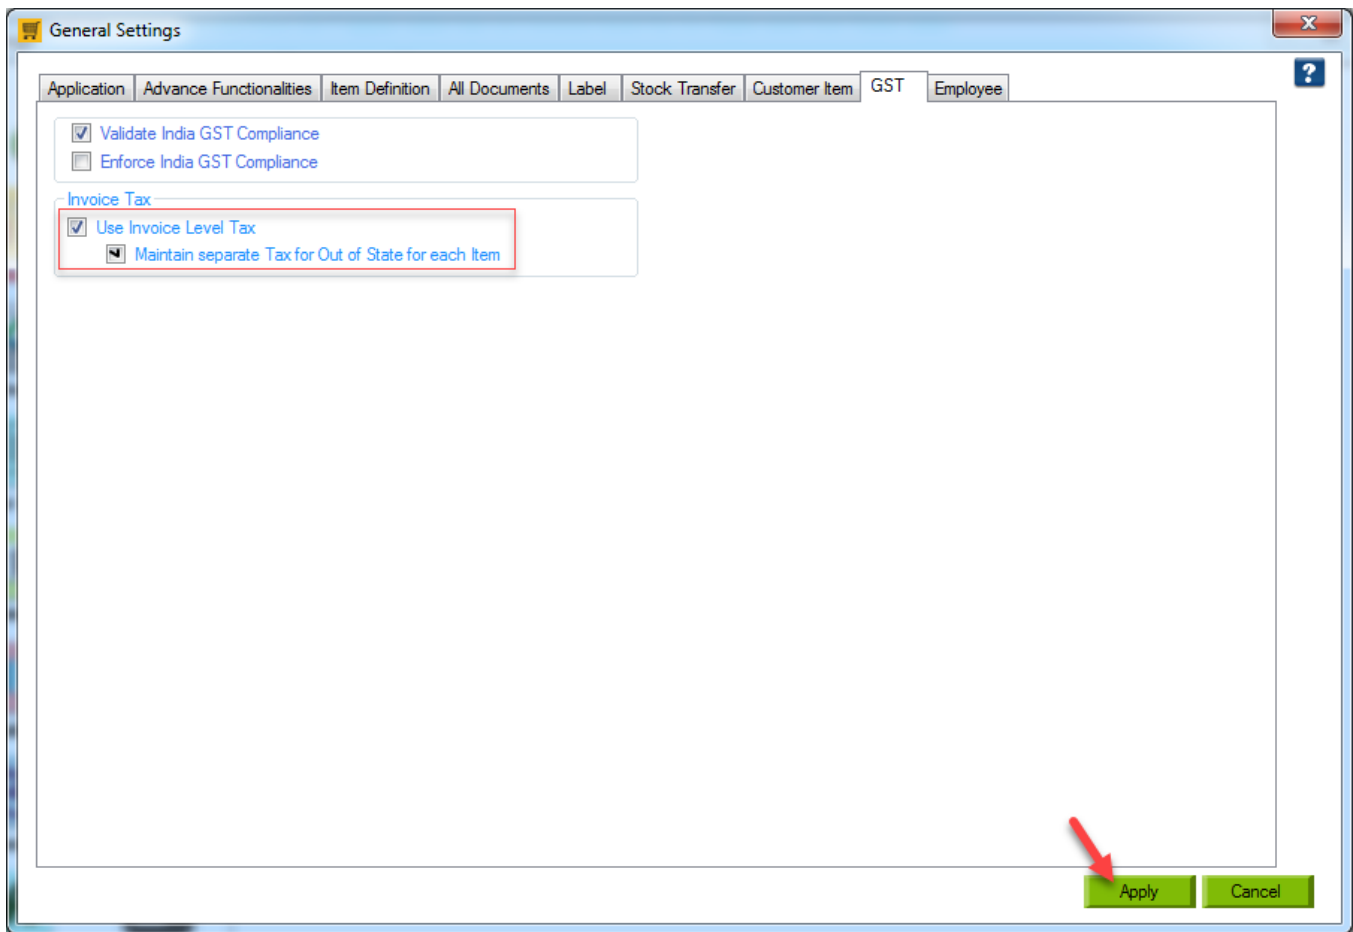 General Settings
x
?
Application Advance Functionalities Item Definition All Documents Label Stock Transfer Customer Item GST Employee
Validate India GST Compliance
Enforce India GST Compliance
Invoice Tax
Use Invoice Level Tax
Maintain separate Tax for Out of State for each Item
Apply Cancel